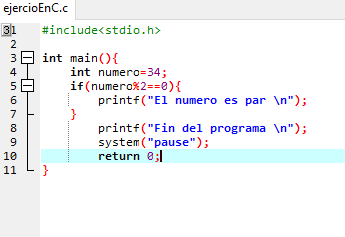 ejercioEnC.c
1 #include<stdio.h>
2
3 int main(){
4 int numero=34;
5 if(numero%2==0){
6 printf("El numero es par \n");
7 }
8 printf("Fin del programa \n");
9 system("pause");
10 return 0;
11 }